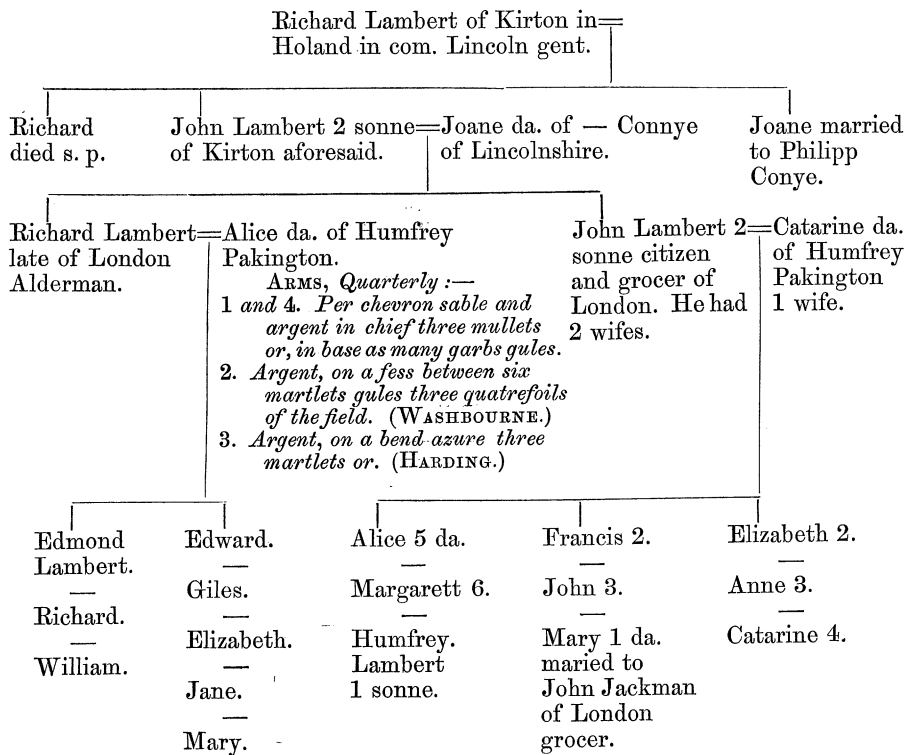 Richard Lambert of Kirton in=
Holand in com. Lincoln gent.
Richard
died s. p.
John Lambert 2 sonne=
of Kirton aforesaid.
Joane da. of — Connye
of Lincolnshire.
Joane married
to Philipp
Conye.
Richard Lambert=
late of London
Alderman.
Alice da. of Humfrey
Pakington.
ARMS, Quarterly :—
1 and 4. Per chevron sable and
argent in chief three mullets
or, in base as many garbs gules.
2. Argent, on a fess between six
martlets gules three quatrefoils
of the field. (WASHBOURNE.)
3. Argent, on a bend azure three
martlets or. (HARDING.)
John Lambert 2=
sonne citizen
and grocer of
London. He had
2 wifes.
Catarine da.
of Humfrey
Pakington
1 wife.
Edmond
Lambert.
—
Richard.
—
William.
Edward.
—
Giles.
—
Elizabeth.
—
Jane.
—
Mary.
Alice 5 da.
—
Margarett 6.
—
Humfrey.
Lambert
1 sonne.
Francis 2.
—
John 3.
—
Mary 1 da.
maried to
John Jackman
of London
grocer.
Elizabeth 2.
—
Anne 3.
—
Catarine 4.